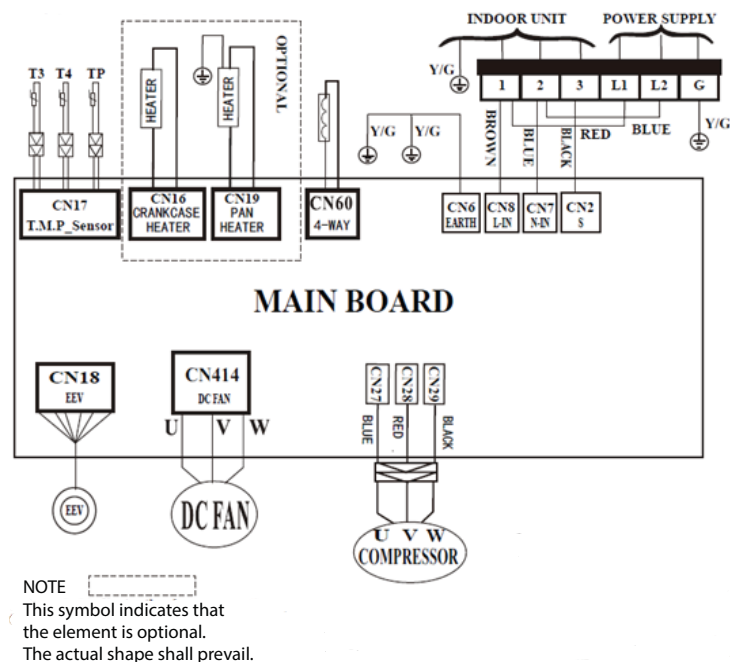 INDOOR UNIT POWER SUPPLY
T3 T4 TP
HEATER
HEATER
OPTIONAL
Y/G
1 2 3 L1 L2 G
Y/G Y/G
BROWN
BLUE
BLACK
RED
BLUE
Y/G
CN17
T.M.P_Sensor
CN16
CRANKCASE
HEATER
CN19
PAN
HEATER
CN60
4-WAY
CN6
EARTH
CN8
L-IN
CN7
N-IN
CN2
S
MAIN BOARD
CN18
EEV
CN414
DC FAN
U V W
CN27
CN28
CN29
BLUE
RED
BLACK
EEV
DC FAN
U V W
COMPRESSOR
NOTE
This symbol indicates that
the element is optional.
The actual shape shall prevail.